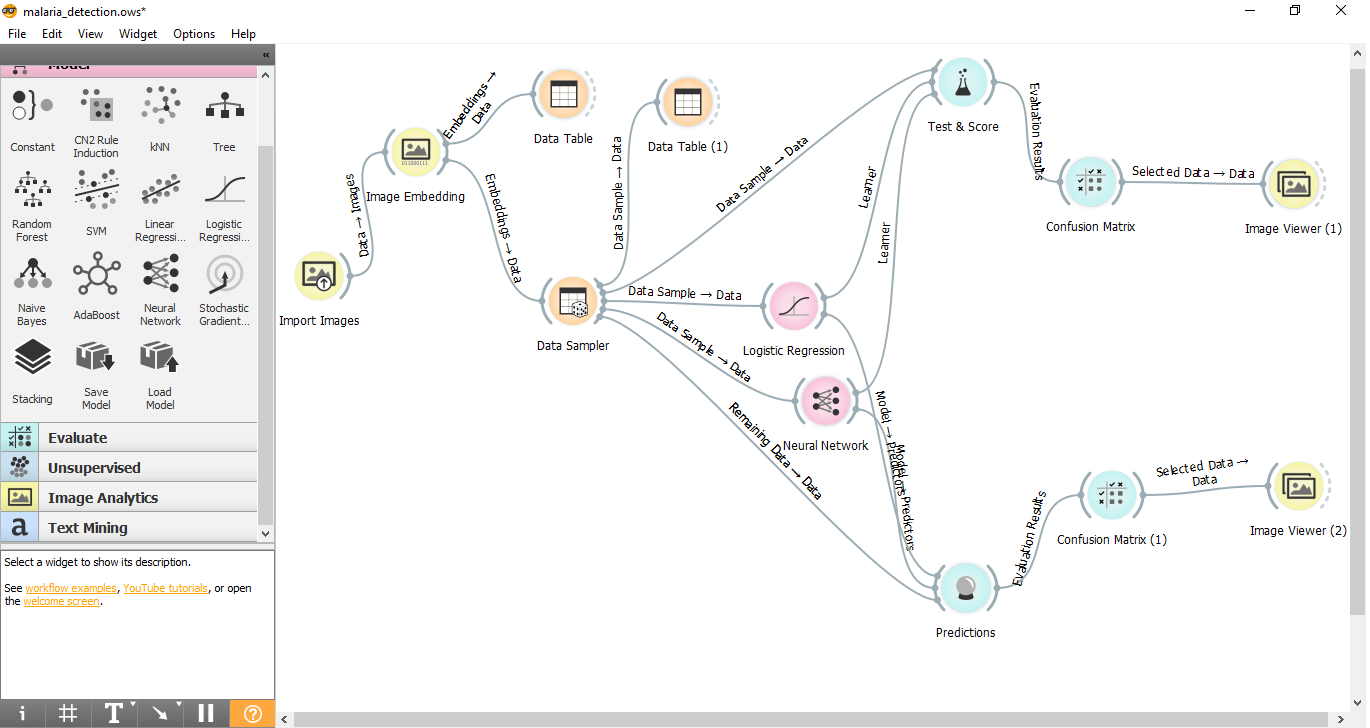 malaria_detection.ows*
File Edit View Widget Options Help
Model
Constant
CN2 Rule
Induction
kNN
Tree
Random
Forest
SVM
Linear
Regressi...
Logistic
Regressi...
Naive
Bayes
AdaBoost
Neural
Network
Stochastic
Gradient...
Stacking
Save
Model
Load
Model
Evaluate
Unsupervised
Image Analytics
a Text Mining
Select a widget to show its description.
See workflow examples, YouTube tutorials, or open
the welcome screen.
i # T ?
Import Images
Data → Images
011000111
Image Embedding
Embeddings →
Data
Data Table
Embeddings → Data
Data Sampler
Data Sample → Data
Data Table (1)
Data Sample → Data
Test & Score
Data Sample → Data
Logistic Regression
Learner
Data Sample → Data
Neural Network
Learner
Remaining Data → Data
Model → Predictors
Model → Predictors
Predictions
Evaluation Results
Confusion Matrix
Selected Data → Data
Image Viewer (1)
Evaluation Results
Confusion Matrix (1)
Selected Data →
Data
Image Viewer (2)